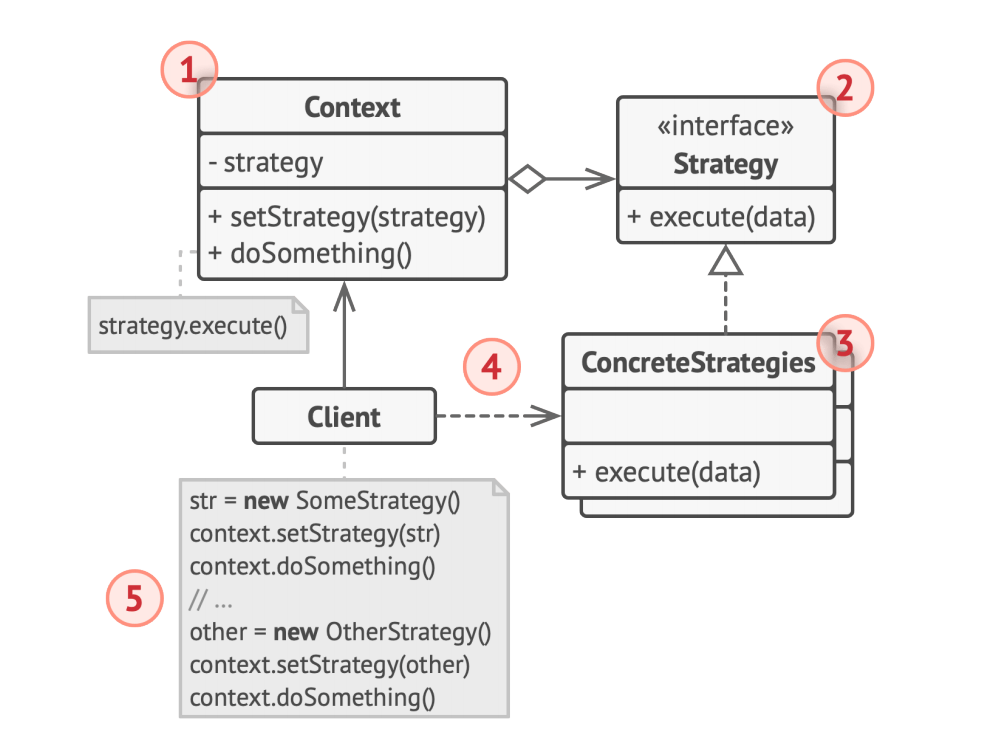 1
Context
- strategy
+ setStrategy(strategy)
+ doSomething()
strategy.execute()
2
«interface»
Strategy
+ execute(data)
3
ConcreteStrategies
+ execute(data)
4
Client
5
str = new SomeStrategy()
context.setStrategy(str)
context.doSomething()
// ...
other = new OtherStrategy()
context.setStrategy(other)
context.doSomething()